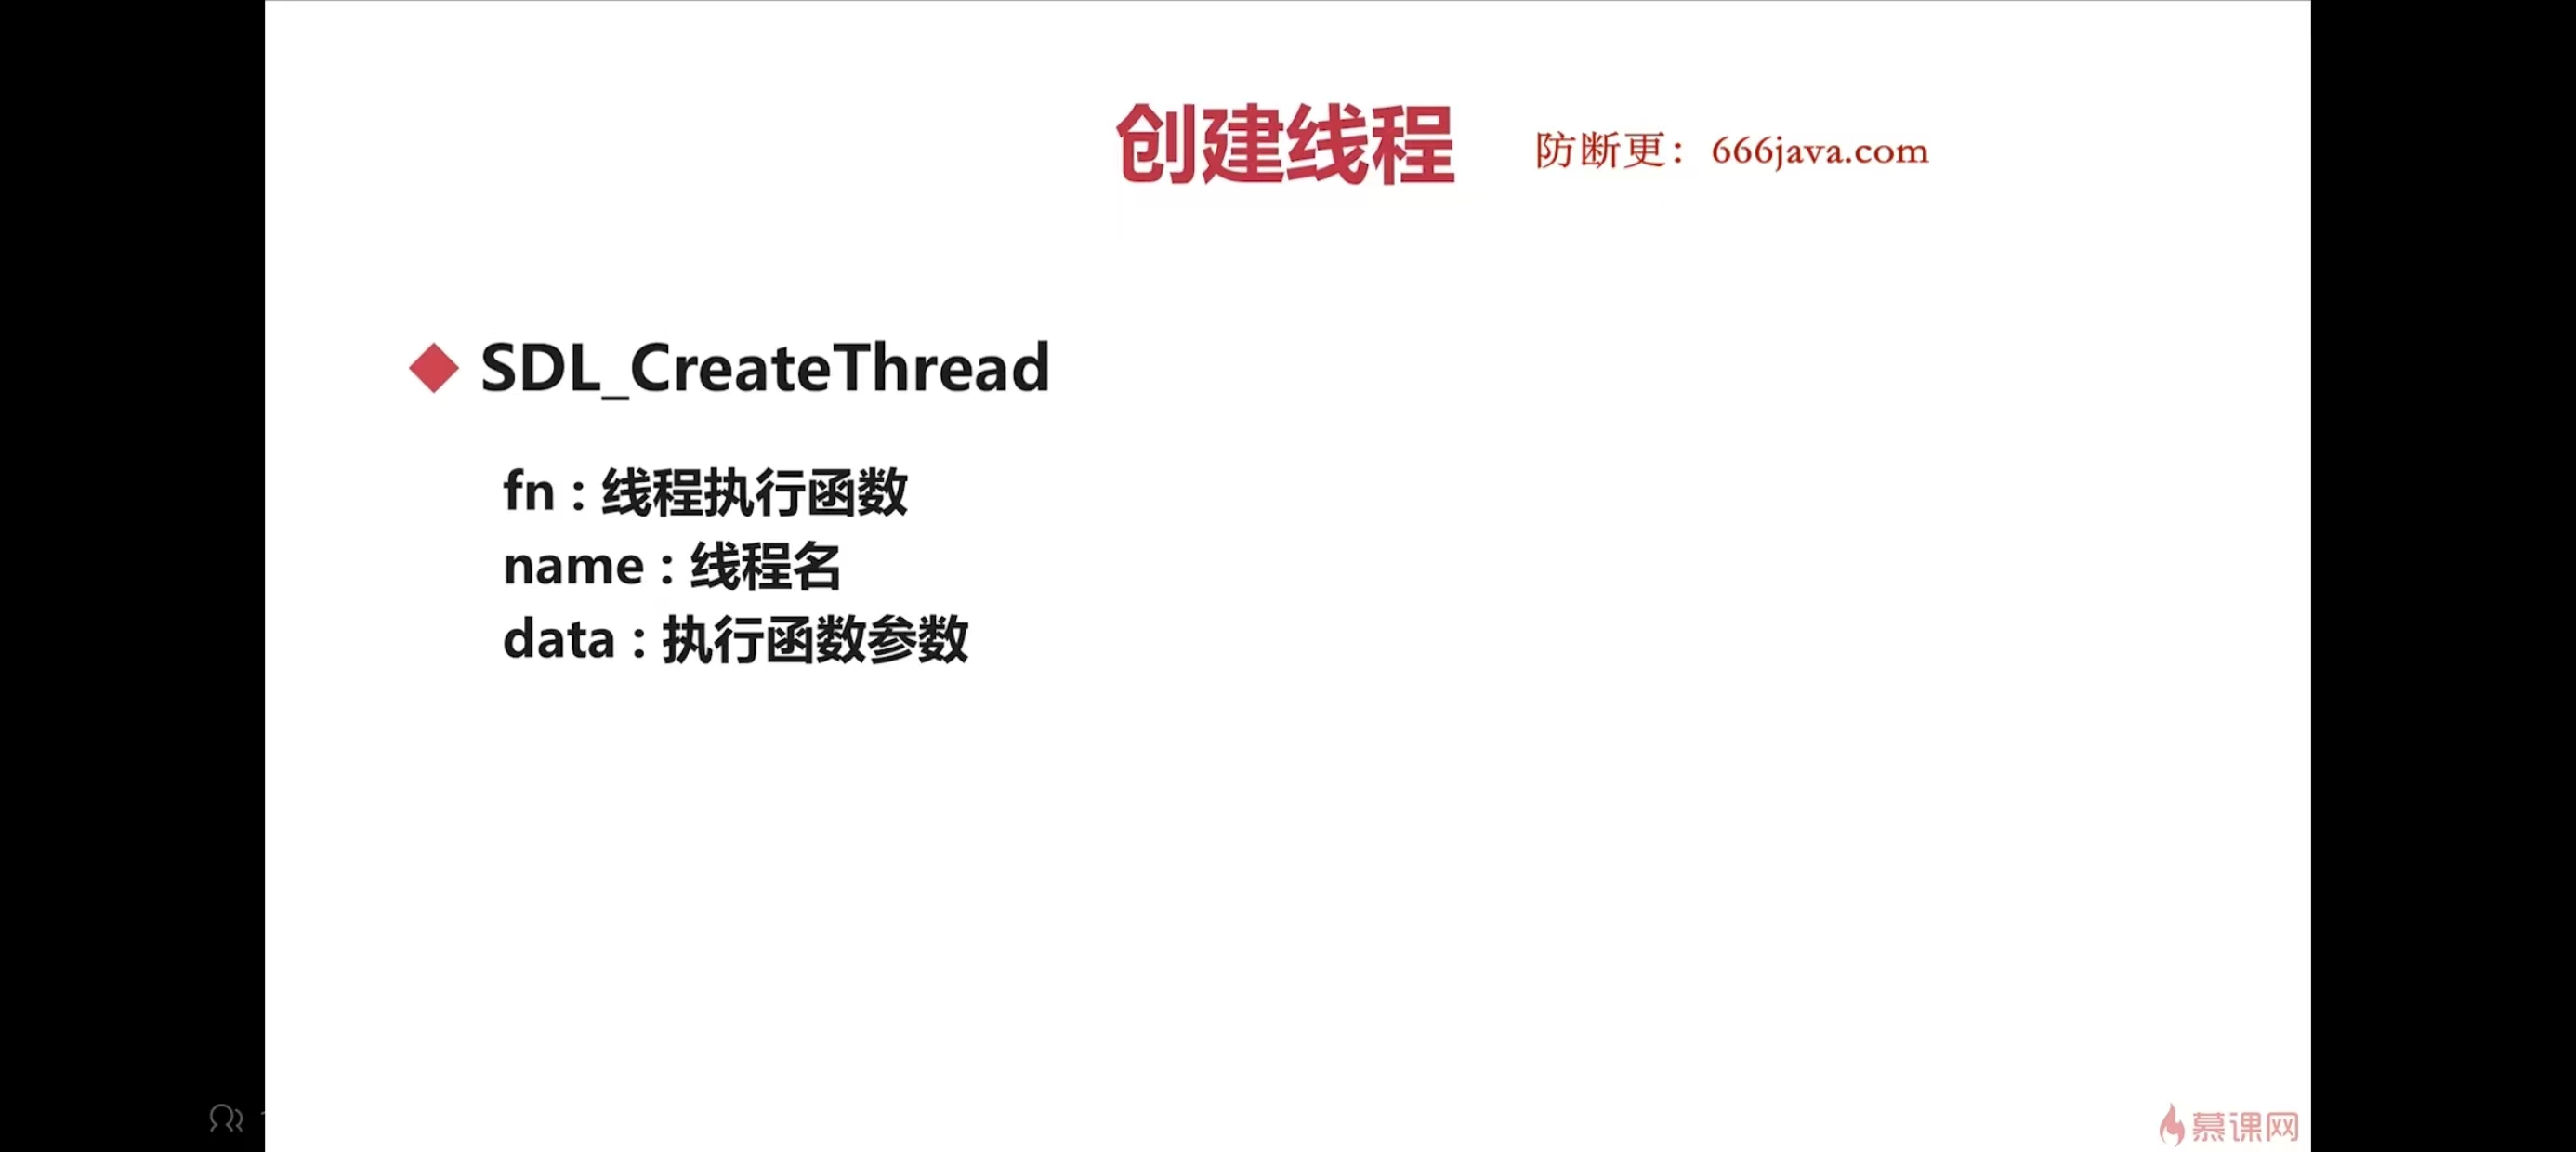 创建线程
防断更：666java.com
SDL_CreateThread
fn : 线程执行函数
name : 线程名
data : 执行函数参数
慕课网